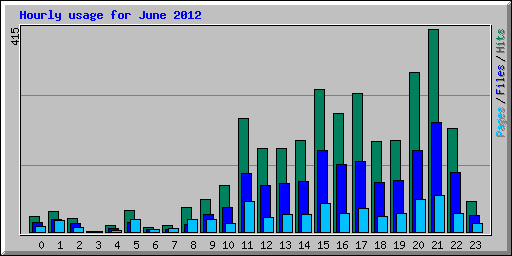 Hourly usage for June 2012
415
Pages / Files / Hits
0 1 2 3 4 5 6 7 8 9 10 11 12 13 14 15 16 17 18 19 20 21 22 23